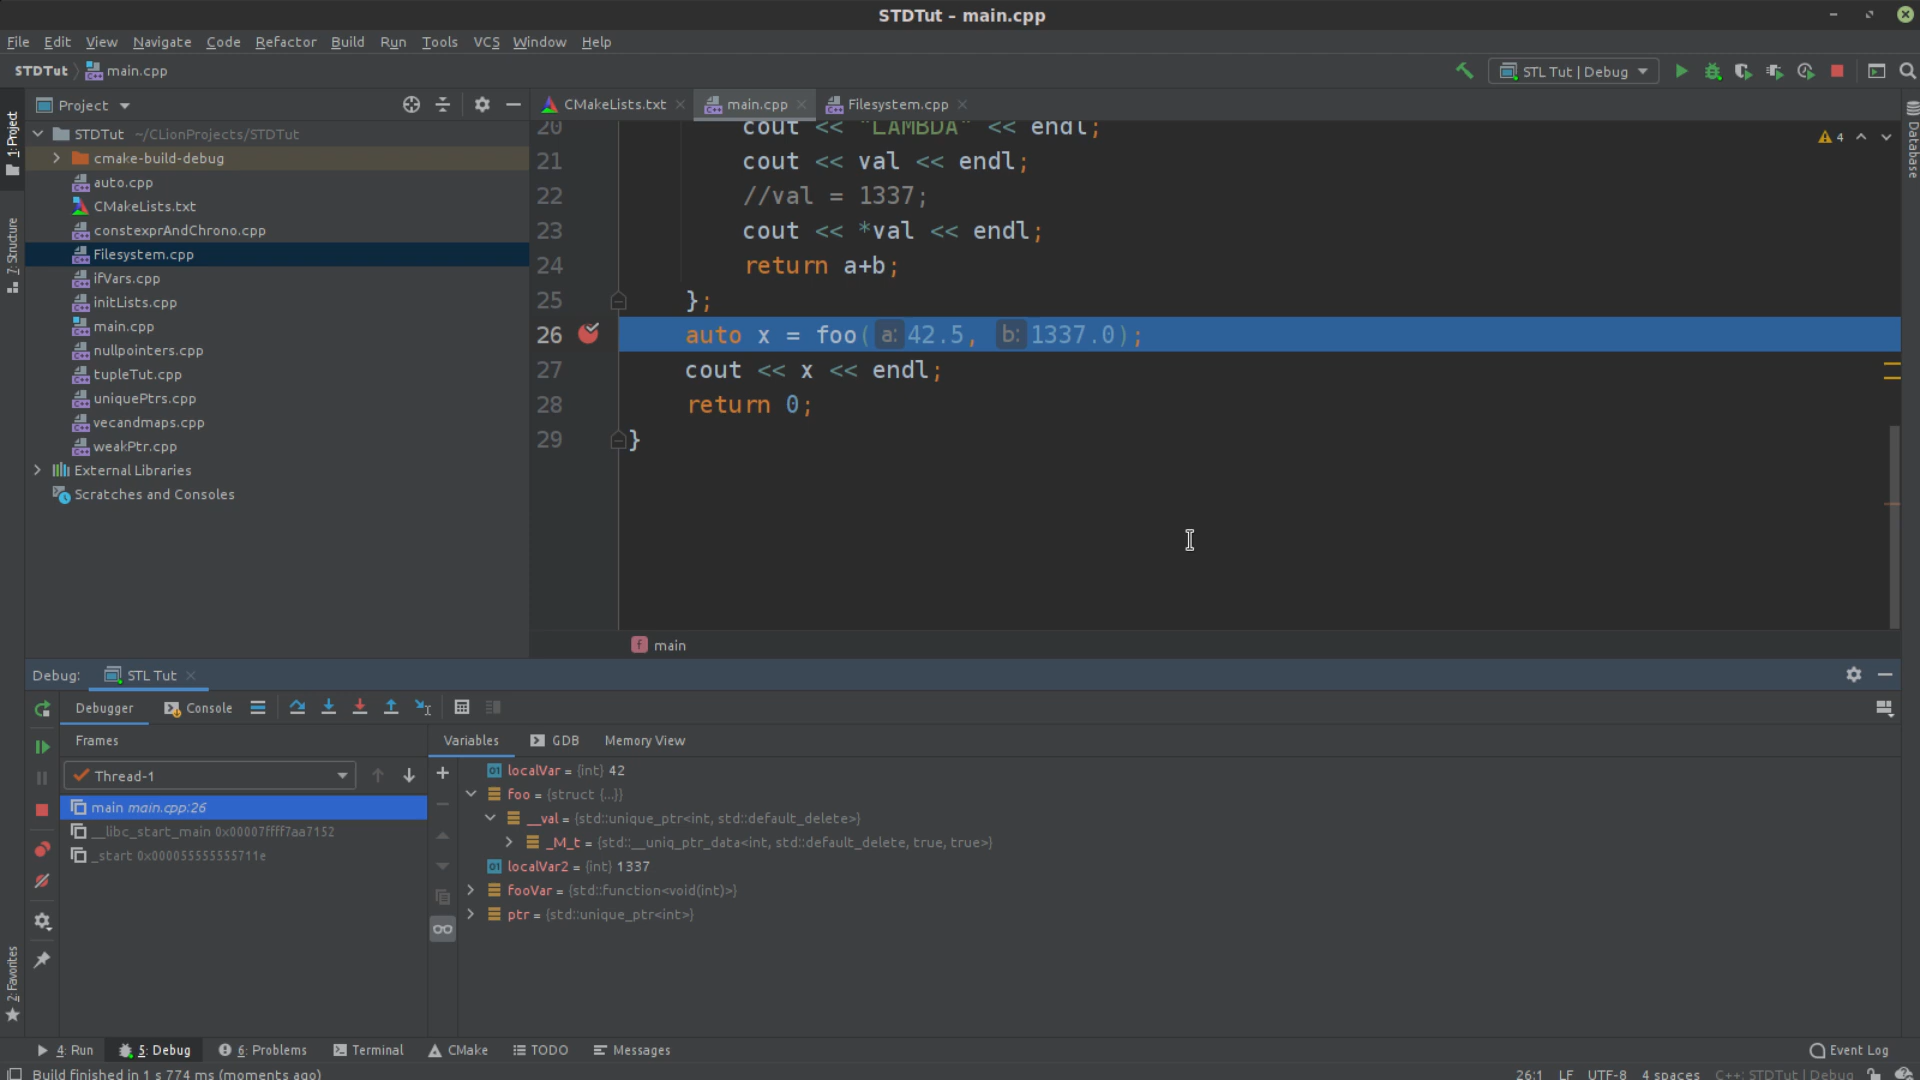 STDTut – main.cpp
File Edit View Navigate Code Refactor Build Run Tools VCS Window Help
STDTut main.cpp
STL Tut | Debug
1: Project
7: Structure
2: Favorites
Project
STDTut ~/CLionProjects/STDTut
cmake-build-debug
auto.cpp
CMakeLists.txt
constexprAndChrono.cpp
Filesystem.cpp
ifVars.cpp
initLists.cpp
main.cpp
nullpointers.cpp
tupleTut.cpp
uniquePtrs.cpp
vecandmaps.cpp
weakPtr.cpp
External Libraries
Scratches and Consoles
CMakeLists.txt main.cpp Filesystem.cpp
4
Database
20 cout << "LAMBDA" << endl;
21 cout << val << endl;
22 //val = 1337;
23 cout << *val << endl;
24 return a+b;
25 };
26 auto x = foo( a: 42.5, b: 1337.0);
27 cout << x << endl;
28 return 0;
29 }
f main
Debug: STL Tut
Debugger Console
Frames
Thread-1
main main.cpp:26
__libc_start_main 0x00007ffff7aa7152
_start 0x000055555555711e
Variables GDB Memory View
localVar = {int} 42
foo = {struct {...}}
__val = {std::unique_ptr<int, std::default_delete>}
_M_t = {std::__uniq_ptr_data<int, std::default_delete, true, true>}
localVar2 = {int} 1337
fooVar = {std::function<void(int)>}
ptr = {std::unique_ptr<int>}
4: Run 5: Debug 6: Problems Terminal CMake TODO Messages Event Log
Build finished in 1 s 774 ms (moments ago) 26:1 LF UTF-8 4 spaces C++: STDTut | Debug